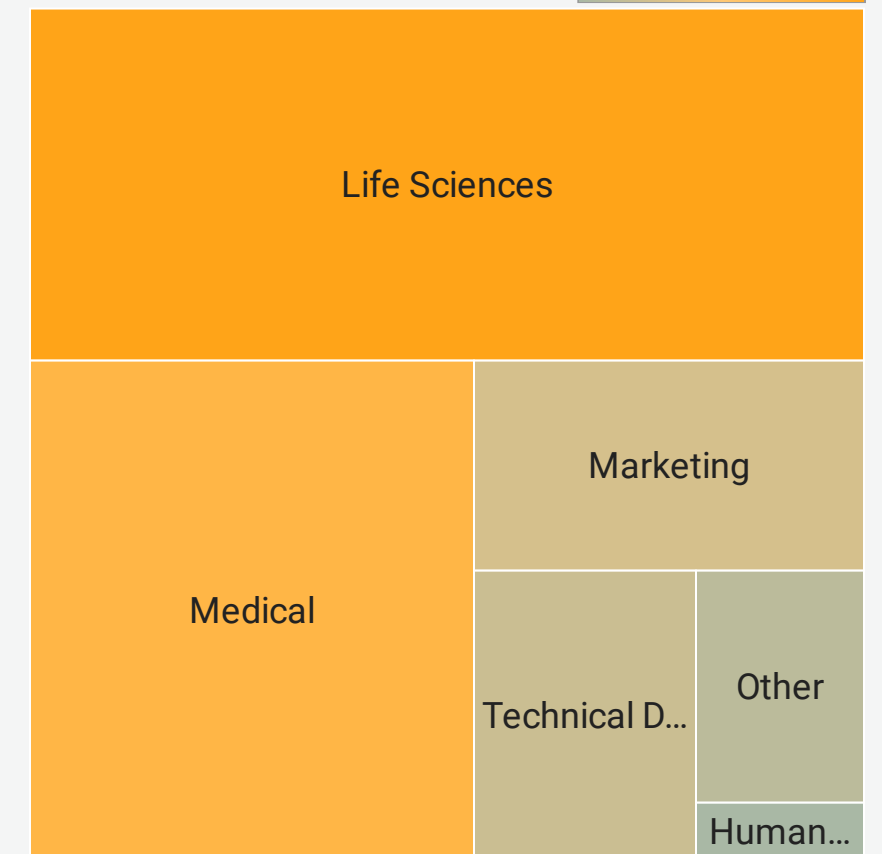 Life Sciences
Marketing
Medical
Technical D...
Other
Human...